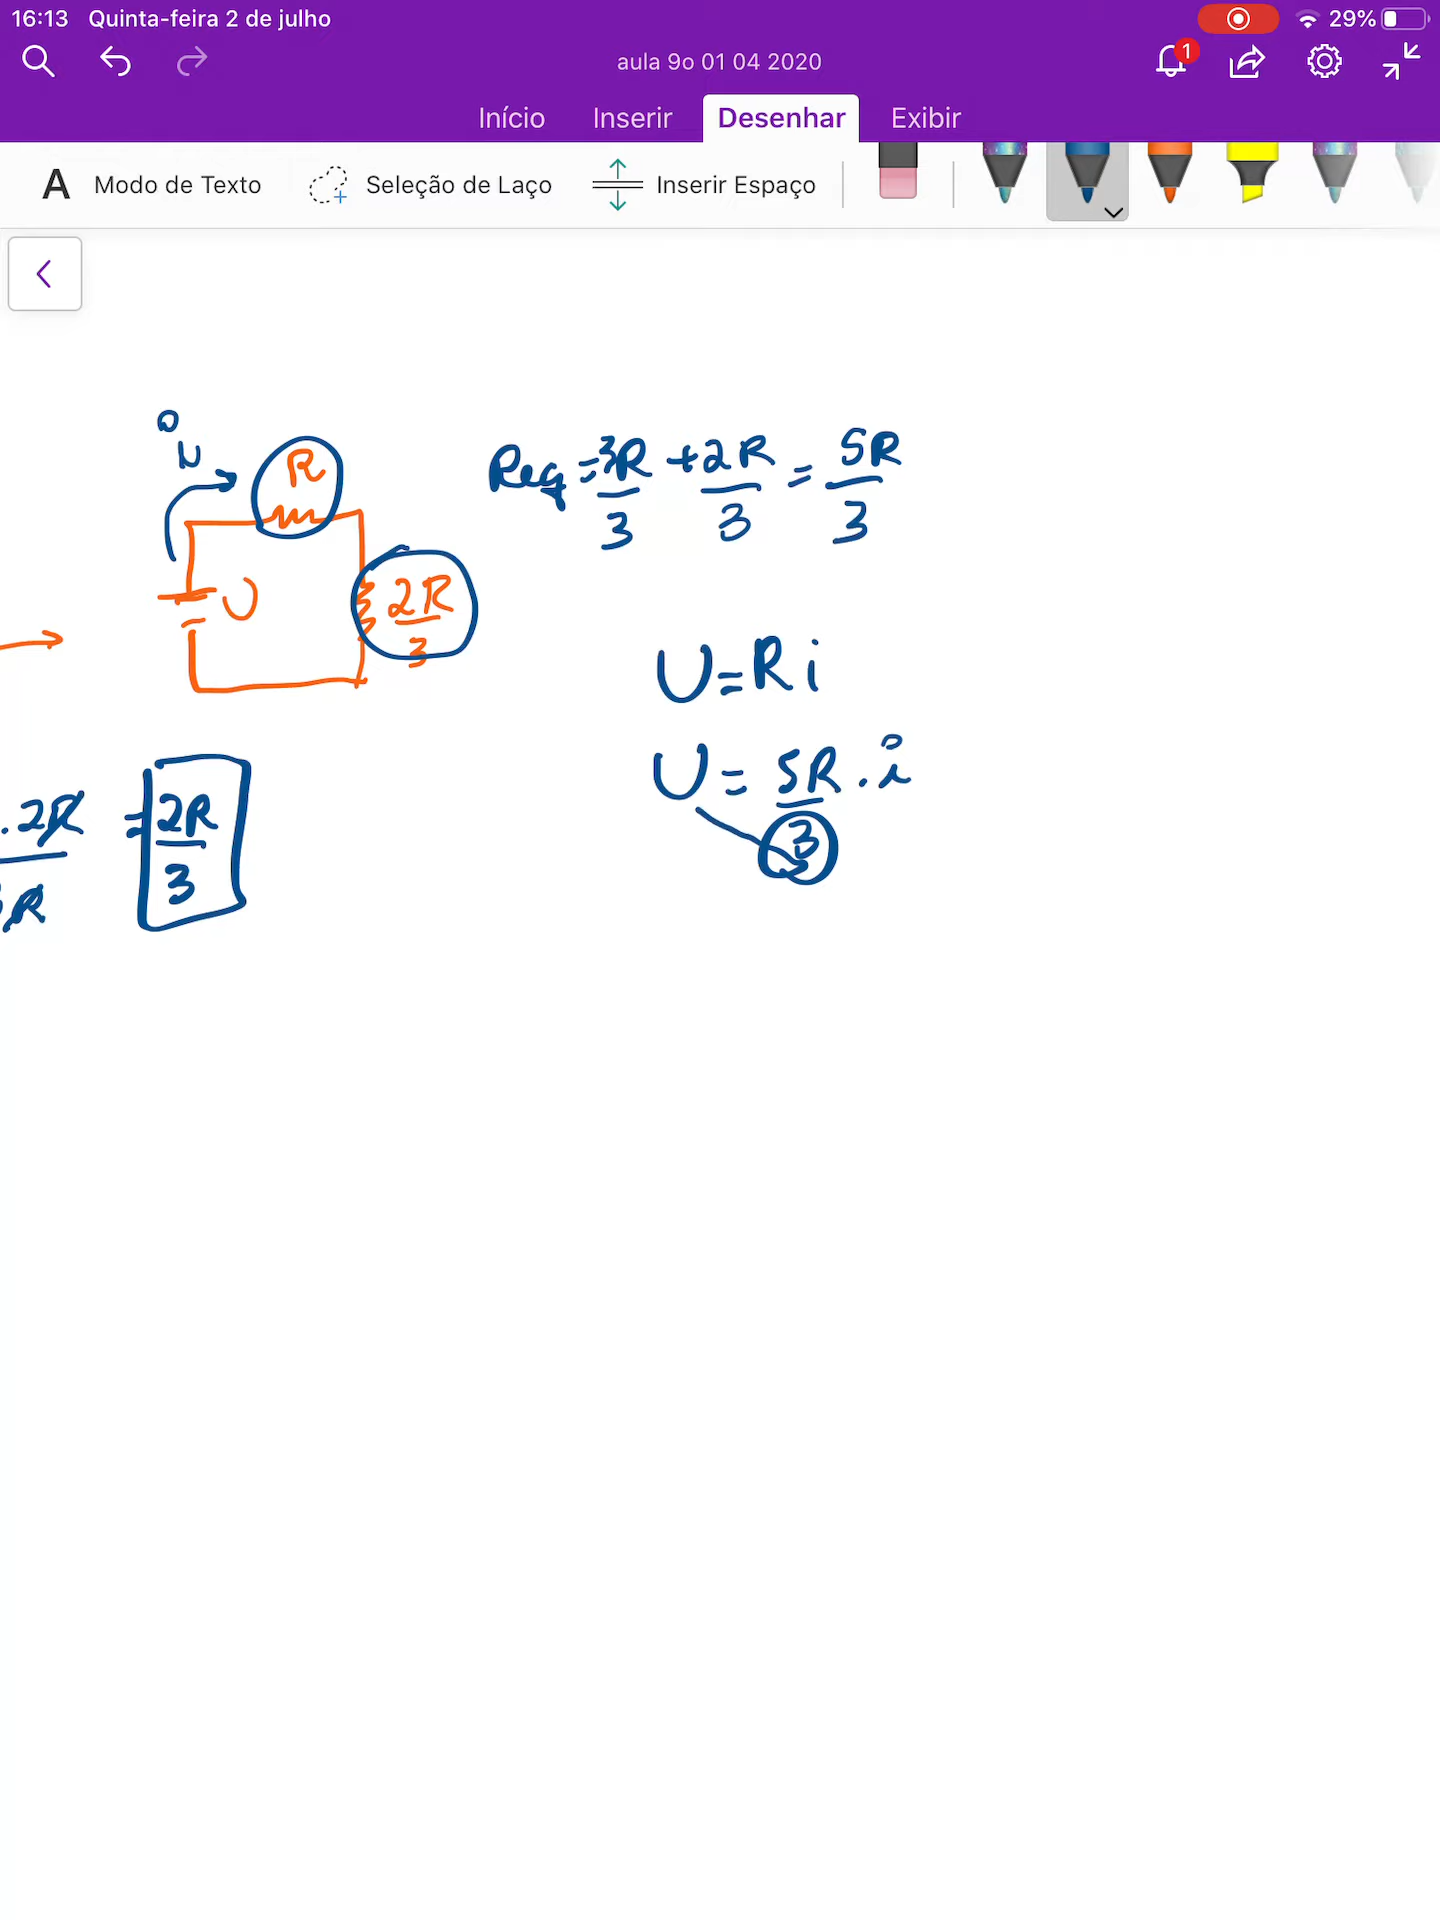 16:13 Quinta-feira 2 de julho 29%
aula 9o 01 04 2020 1
Início Inserir Desenhar Exibir
A Modo de Texto Seleção de Laço Inserir Espaço
i
R
Req = 3R/3 + 2R/3 = 5R/3
U
2R/3
U = R i
U = 5R/3 . i
. 2R = 2R/3
R